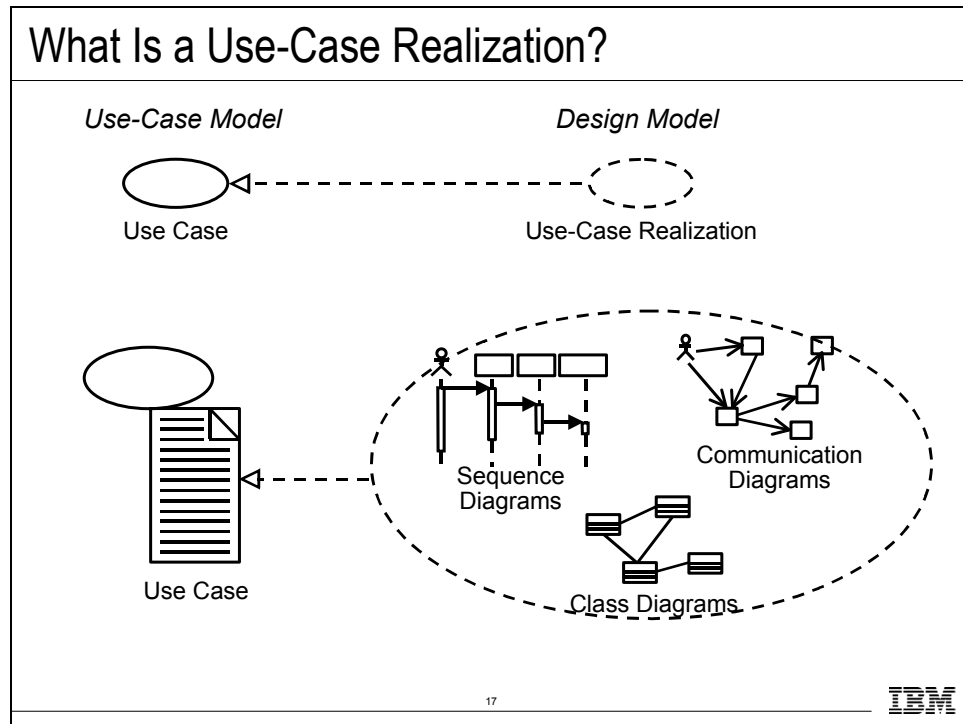 What Is a Use-Case Realization?
Use-Case Model
Design Model
Use Case
Use-Case Realization
Sequence
Diagrams
Communication
Diagrams
Class Diagrams
Use Case
17
IBM